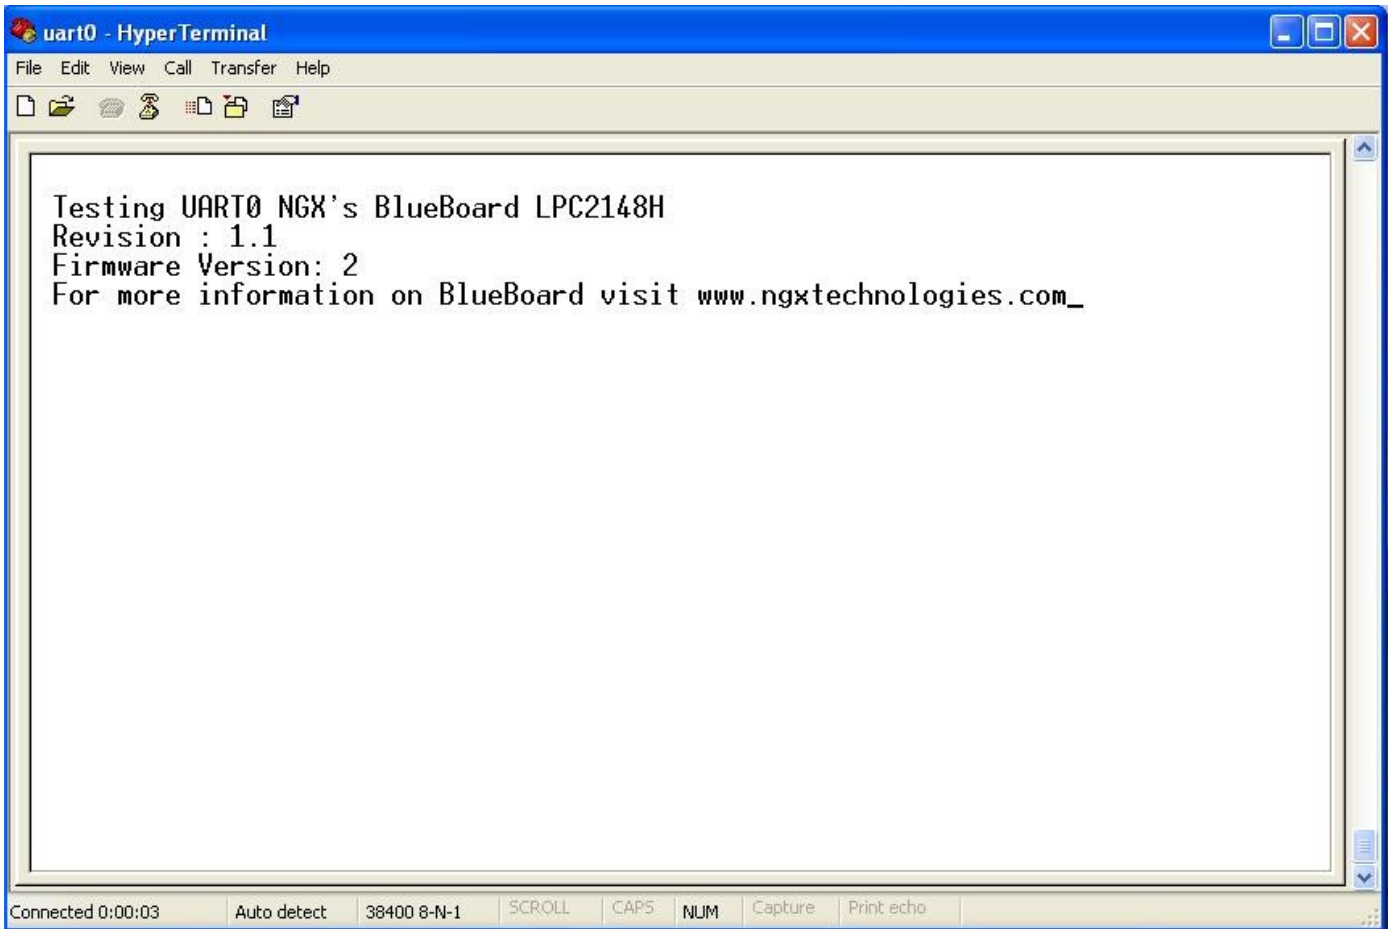 uart0 - HyperTerminal
File Edit View Call Transfer Help
Testing UART0 NGX's BlueBoard LPC2148H
Revision : 1.1
Firmware Version: 2
For more information on BlueBoard visit www.ngxtechnologies.com_
Connected 0:00:03 Auto detect 38400 8-N-1 SCROLL CAPS NUM Capture Print echo